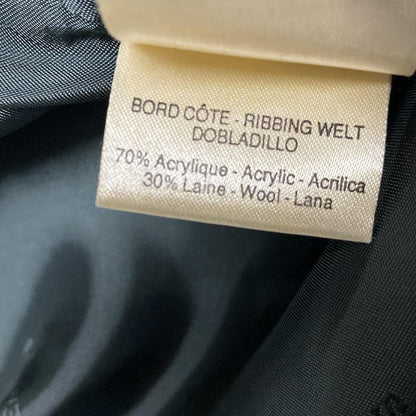 BORD CÔTE - RIBBING WELT
DOBLADILLO
70% Acrylique - Acrylic - Acrilica
30% Laine - Wool - Lana